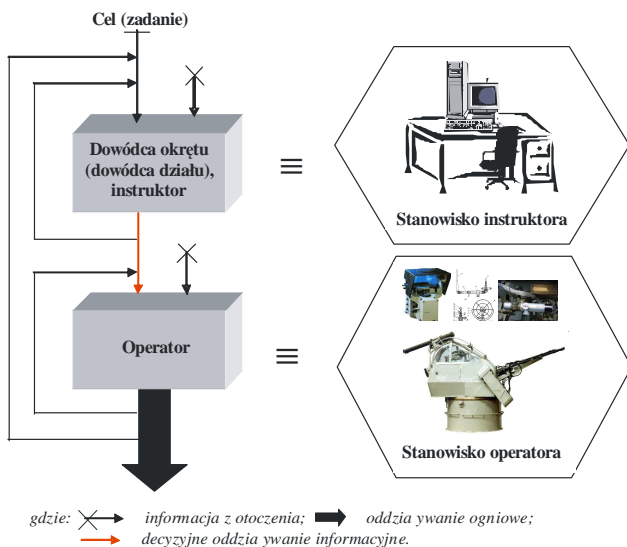 Cel (zadanie)
Dowódca okrętu
(dowódca działu),
instruktor
Stanowisko instruktora
Operator
Stanowisko operatora
gdzie: informacja z otoczenia; oddzia ywanie ogniowe;
decyzyjne oddzia ywanie informacyjne.